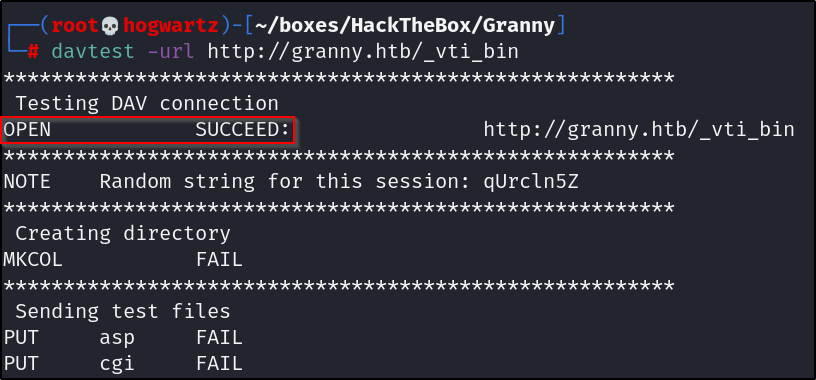 ┌──(root💀hogwartz)-[~/boxes/HackTheBox/Granny]
└─# davtest -url http://granny.htb/_vti_bin
********************************************************
 Testing DAV connection
OPEN            SUCCEED:                http://granny.htb/_vti_bin
********************************************************
NOTE    Random string for this session: qUrcln5Z
********************************************************
 Creating directory
MKCOL           FAIL
********************************************************
 Sending test files
PUT     asp     FAIL
PUT     cgi     FAIL